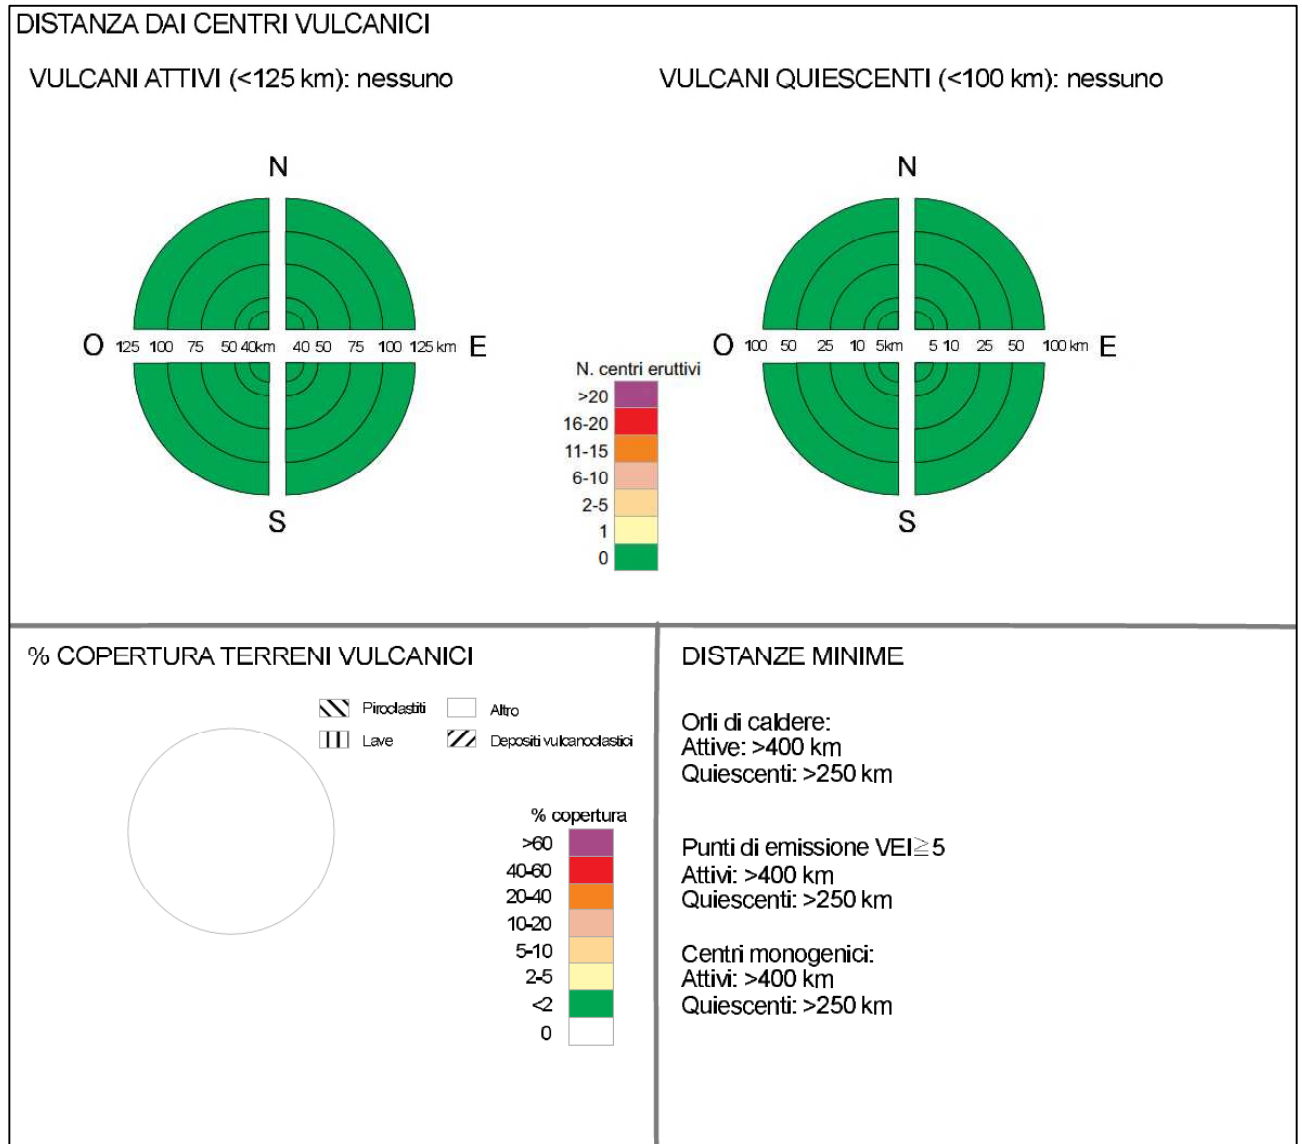 DISTANZA DAI CENTRI VULCANICI
VULCANI ATTIVI (<125 km): nessuno
VULCANI QUIESCENTI (<100 km): nessuno
N
O 125 100 75 50 40km 40 50 75 100 125 km E
S
N
O 100 50 25 10 5km 5 10 25 50 100 km E
S
N. centri eruttivi
>20
16-20
11-15
6-10
2-5
1
0
% COPERTURA TERRENI VULCANICI
Piroclastiti
Altro
Lave
Depositi vulcanoclastici
% copertura
>60
40-60
20-40
10-20
5-10
2-5
<2
0
DISTANZE MINIME
Orli di caldere:
Attive: >400 km
Quiescenti: >250 km
Punti di emissione VEI≧5
Attivi: >400 km
Quiescenti: >250 km
Centri monogenici:
Attivi: >400 km
Quiescenti: >250 km